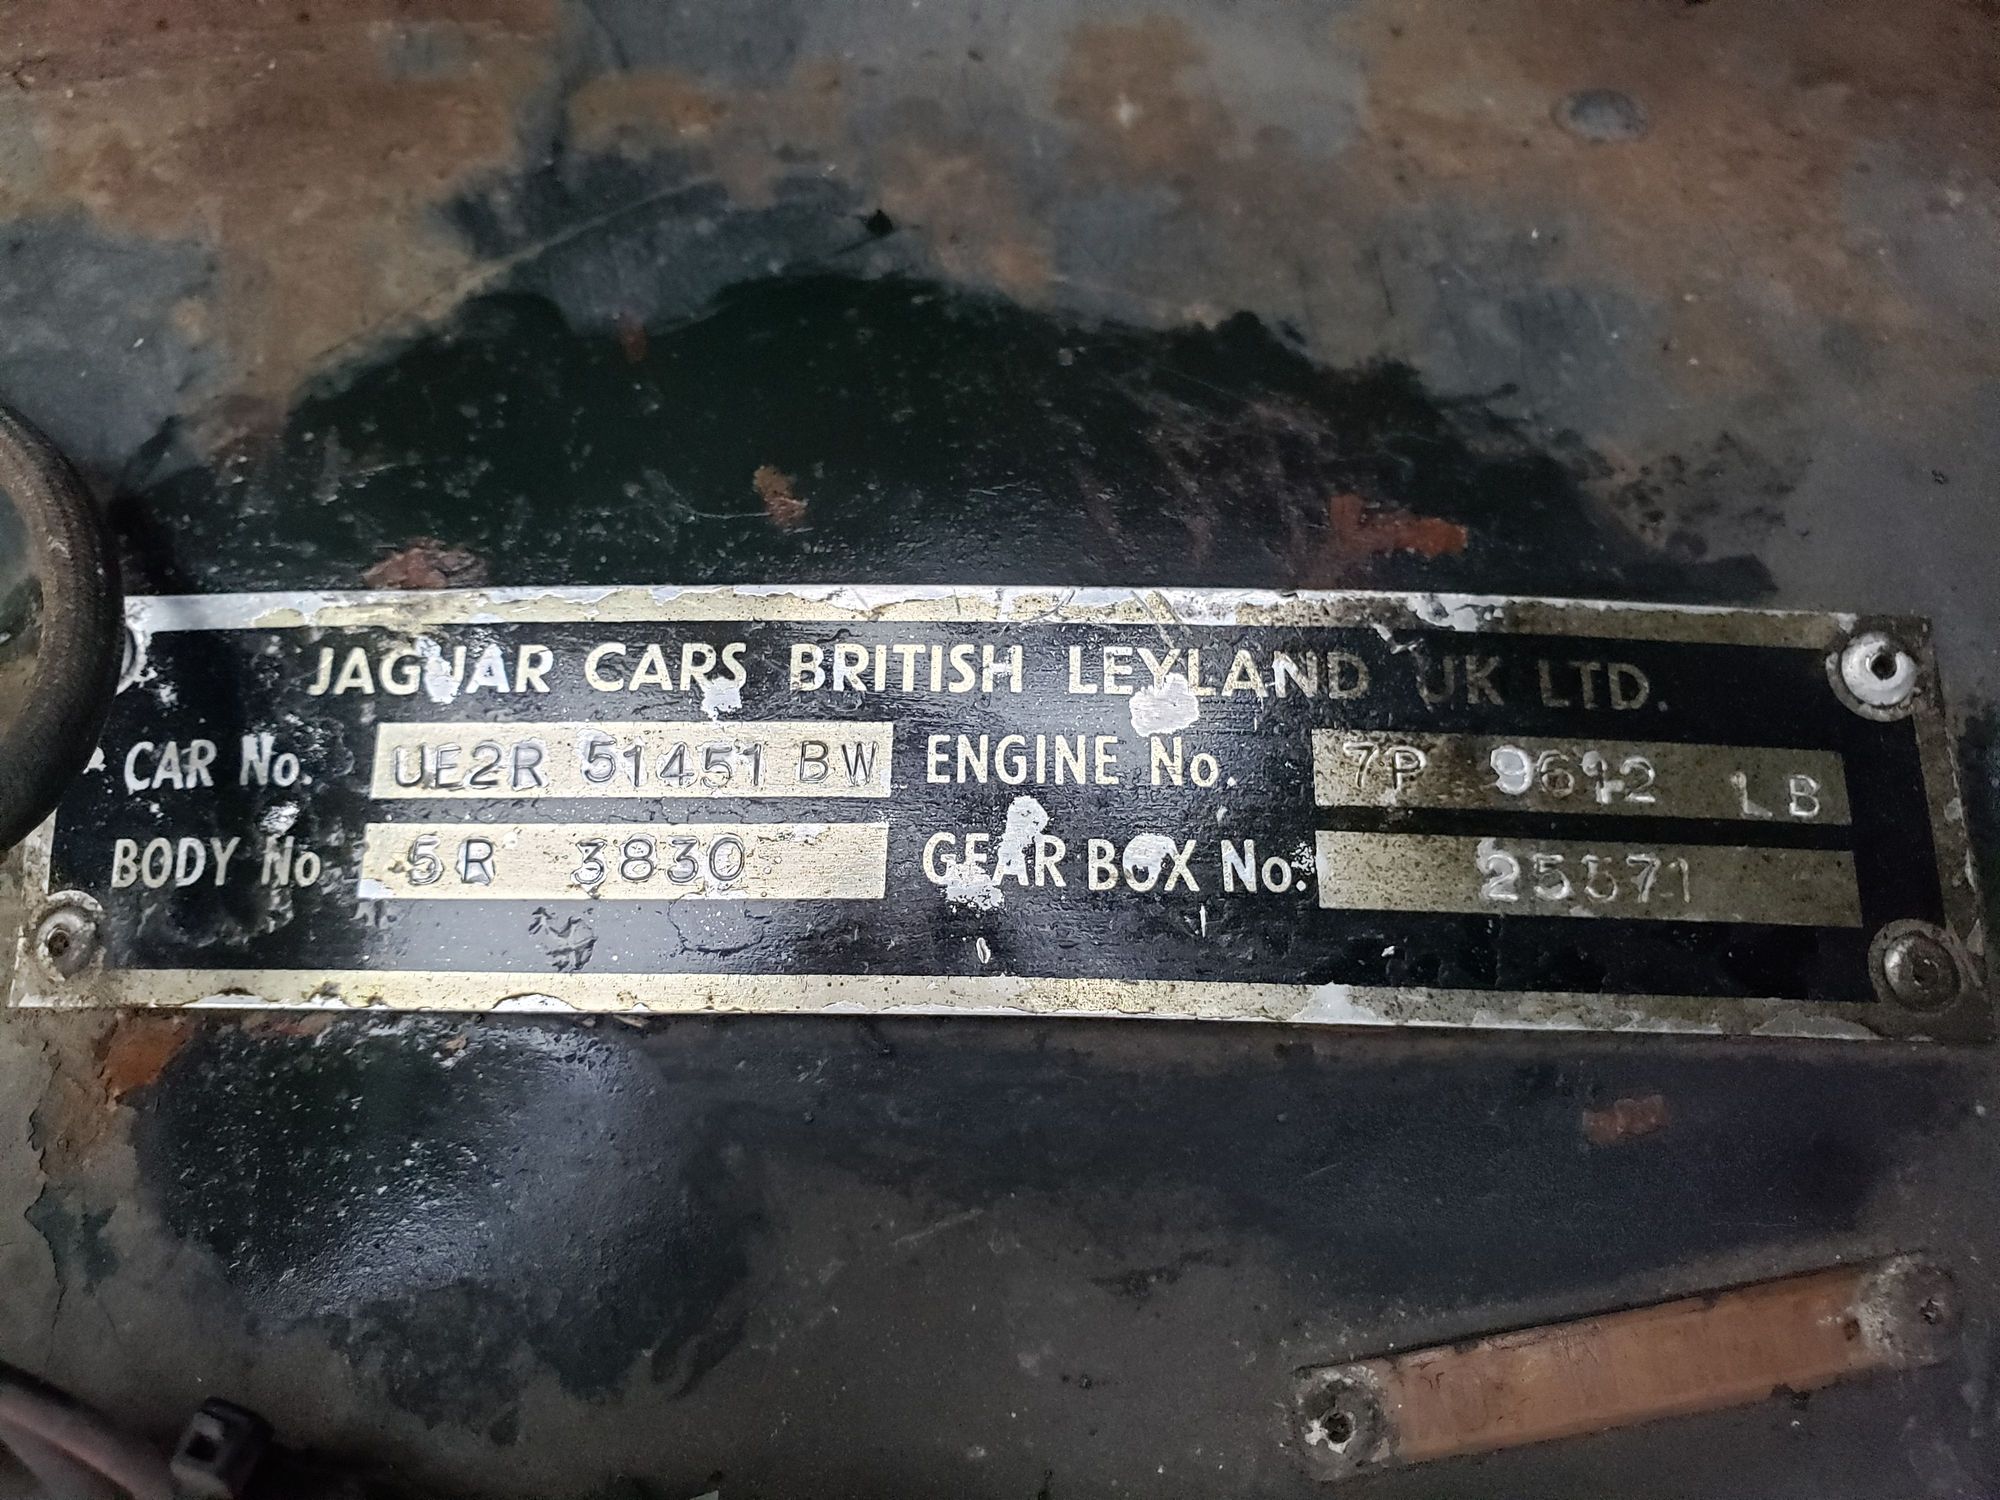 JAGUAR CARS BRITISH LEYLAND UK LTD.
CAR No. UE2R 51451 BW ENGINE No. 7P 9612 LB
BODY No 5R 3830 GEAR BOX No. 25571